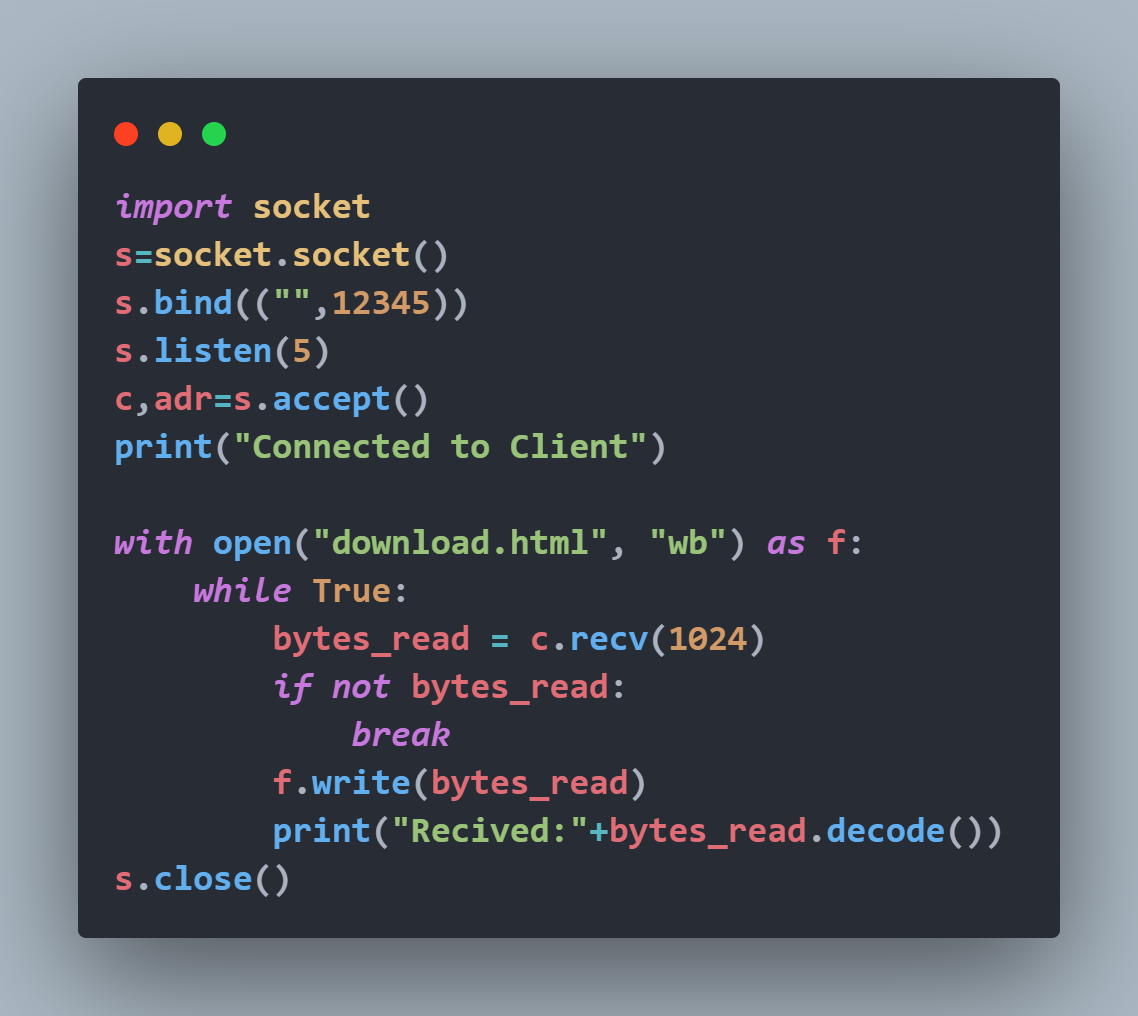 import socket
s=socket.socket()
s.bind(("",12345))
s.listen(5)
c,adr=s.accept()
print("Connected to Client")

with open("download.html", "wb") as f:
    while True:
        bytes_read = c.recv(1024)
        if not bytes_read:
            break
        f.write(bytes_read)
        print("Recived:"+bytes_read.decode())
s.close()